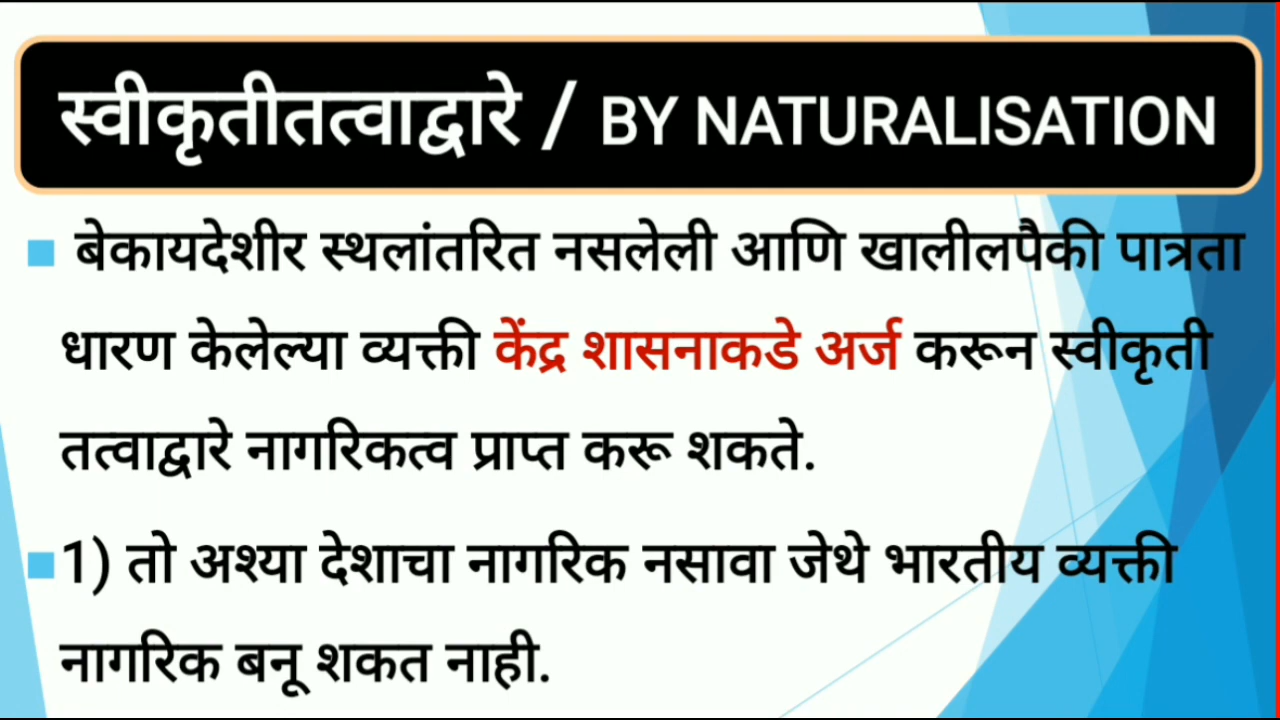 स्वीकृतीतत्वाद्वारे / BY NATURALISATION
बेकायदेशीर स्थलांतरित नसलेली आणि खालीलपैकी पात्रता
धारण केलेल्या व्यक्ती केंद्र शासनाकडे अर्ज करून स्वीकृती
तत्वाद्वारे नागरिकत्व प्राप्त करू शकते.
1) तो अश्या देशाचा नागरिक नसावा जेथे भारतीय व्यक्ती
नागरिक बनू शकत नाही.